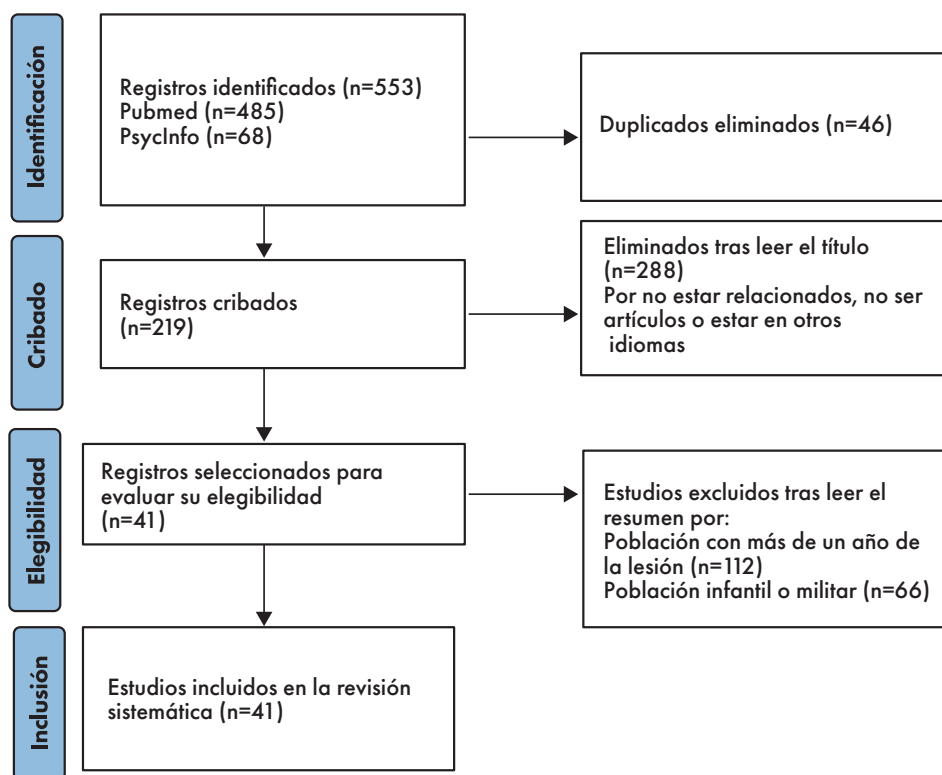 Identificación
Registros identificados (n=553)
Pubmed (n=485)
PsycInfo (n=68)
Duplicados eliminados (n=46)
Cribado
Registros cribados
(n=219)
Eliminados tras leer el título
(n=288)
Por no estar relacionados, no ser
artículos o estar en otros
idiomas
Elegibilidad
Registros seleccionados para
evaluar su elegibilidad
(n=41)
Estudios excluidos tras leer el
resumen por:
Población con más de un año de
la lesión (n=112)
Población infantil o militar (n=66)
Inclusión
Estudios incluidos en la revisión
sistemática (n=41)